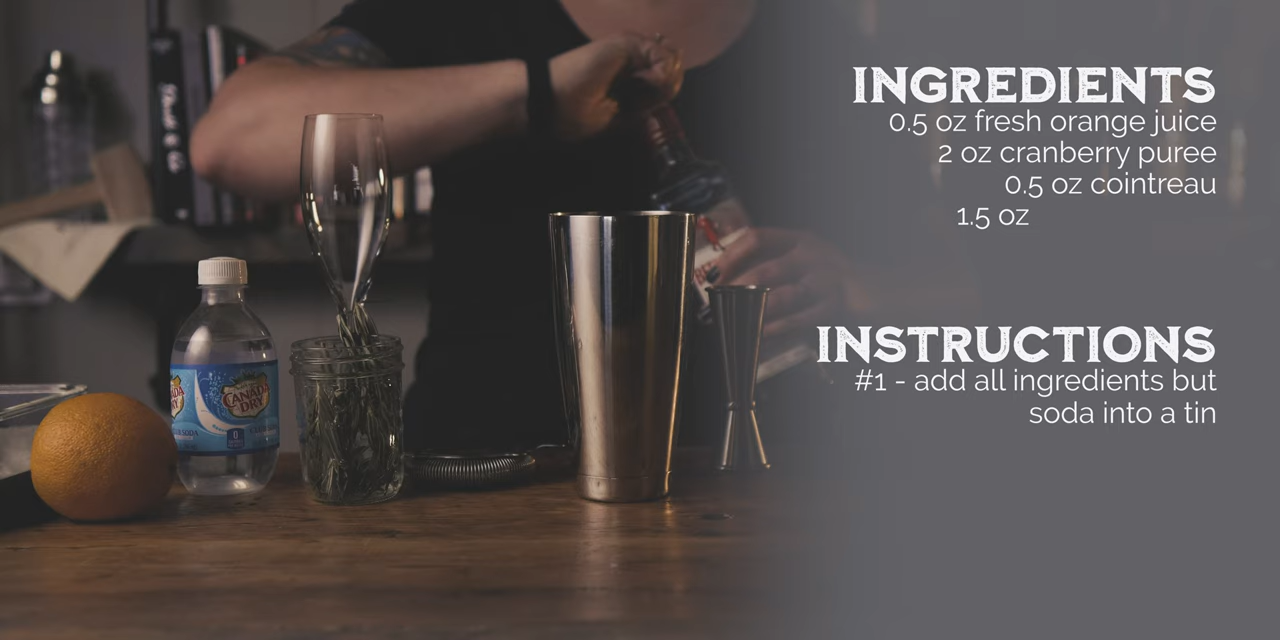 INGREDIENTS
0.5 oz fresh orange juice
2 oz cranberry puree
0.5 oz cointreau
1.5 oz
INSTRUCTIONS
#1 - add all ingredients but
soda into a tin
CANADA
DRY